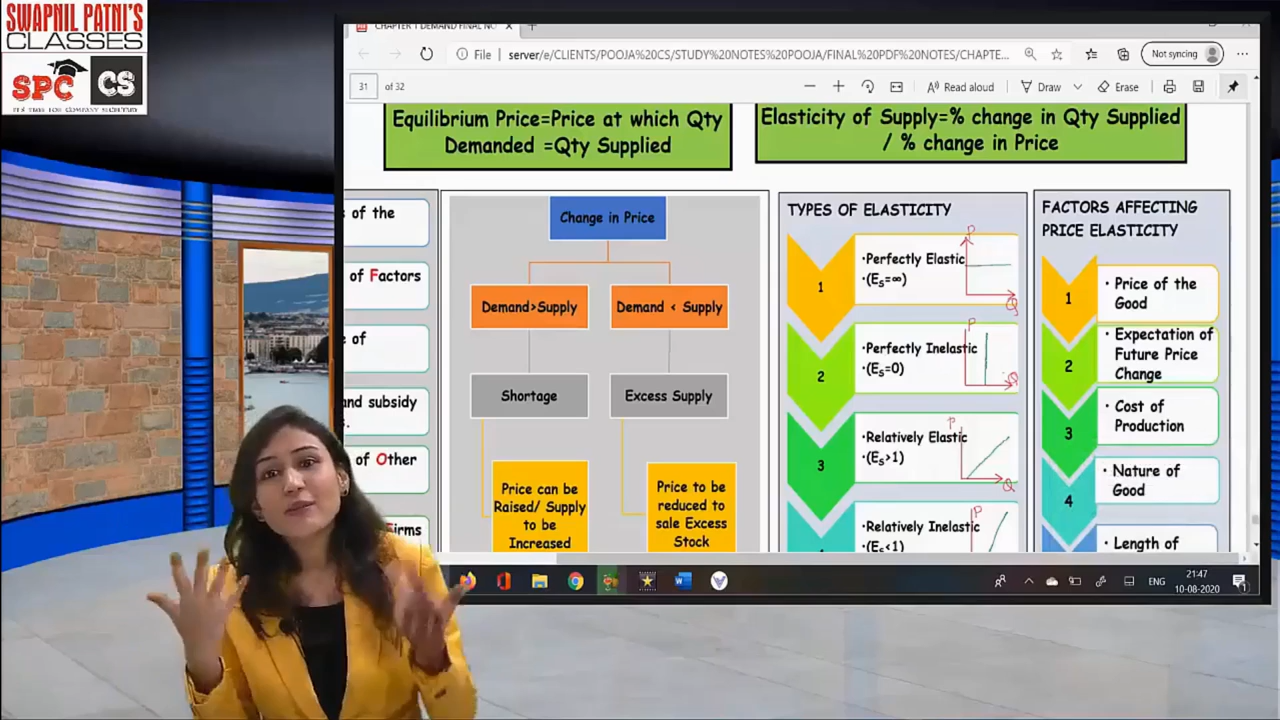 SWAPNIL PATNI'S
CLASSES
SPC CS
CHAPTER 1 DEMAND FINAL NO
File server/e/CLIENTS/POOJA%20CS/STUDY%20NOTES%20POOJA/FINAL%20PDF%20NOTES/CHAPTE... Not syncing
31 of 32 Read aloud Draw Erase
Equilibrium Price=Price at which Qty
Demanded =Qty Supplied
Elasticity of Supply=% change in Qty Supplied
/ % change in Price
s of the
of Factors
e of
and subsidy
s.
of Other
Firms
Change in Price
Demand>Supply
Demand < Supply
Shortage
Excess Supply
Price can be
Raised/ Supply
to be
Increased
Price to be
reduced to
sale Excess
Stock
TYPES OF ELASTICITY
1
•Perfectly Elastic
•(Es=∞)
P
Q
2
•Perfectly Inelastic
•(Es=0)
P
Q
3
•Relatively Elastic
•(Es>1)
P
Q
•Relatively Inelastic
•(Es<1)
P
FACTORS AFFECTING
PRICE ELASTICITY
1
• Price of the
Good
2
• Expectation of
Future Price
Change
3
• Cost of
Production
4
• Nature of
Good
• Length of
ENG
21:47
10-08-2020